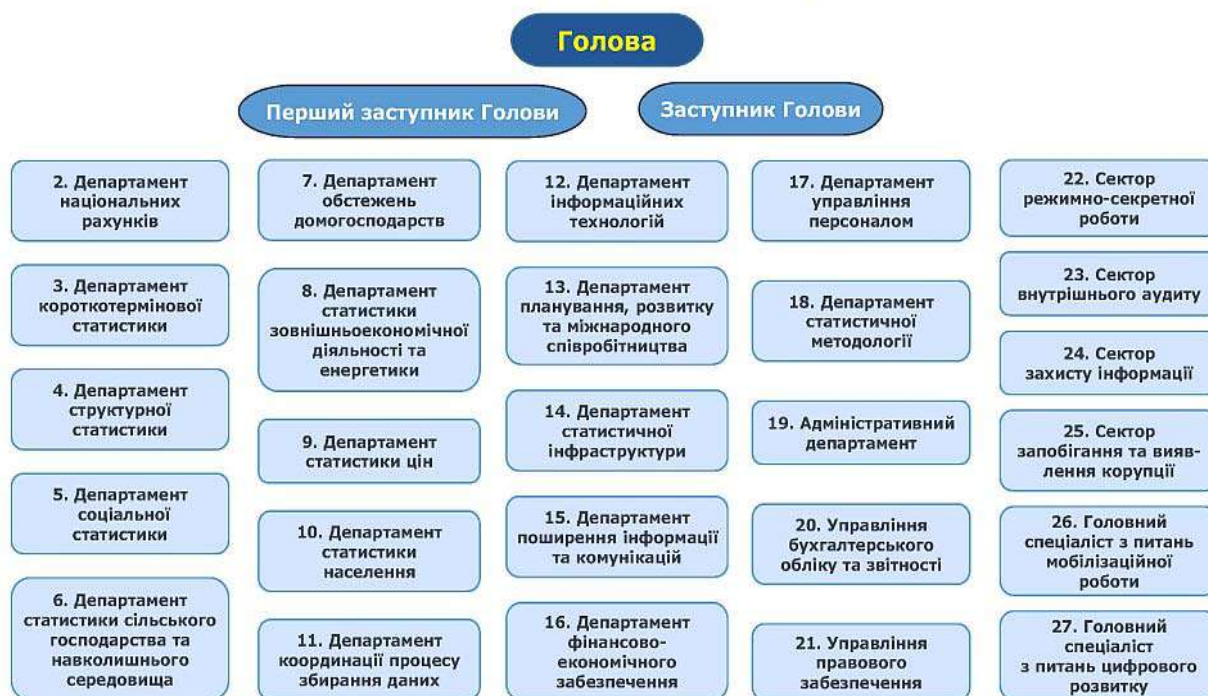 Голова
Перший заступник Голови
Заступник Голови
2. Департамент
національних
рахунків
3. Департамент
короткотермінової
статистики
4. Департамент
структурної
статистики
5. Департамент
соціальної
статистики
6. Департамент
статистики сільського
господарства та
навколишнього
середовища
7. Департамент
обстежень
домогосподарств
8. Департамент
статистики
зовнішньоекономічної
діяльності та
енергетики
9. Департамент
статистики цін
10. Департамент
статистики
населення
11. Департамент
координації процесу
збирання даних
12. Департамент
інформаційних
технологій
13. Департамент
планування, розвитку
та міжнародного
співробітництва
14. Департамент
статистичної
інфраструктури
15. Департамент
поширення інформації
та комунікацій
16. Департамент
фінансово-
економічного
забезпечення
17. Департамент
управління
персоналом
18. Департамент
статистичної
методології
19. Адміністративний
департамент
20. Управління
бухгалтерського
обліку та звітності
21. Управління
правового
забезпечення
22. Сектор
режимно-секретної
роботи
23. Сектор
внутрішнього аудиту
24. Сектор
захисту інформації
25. Сектор
запобігання та вияв-
лення корупції
26. Головний
спеціаліст з питань
мобілізаційної
роботи
27. Головний
спеціаліст
з питань цифрового
розвитку